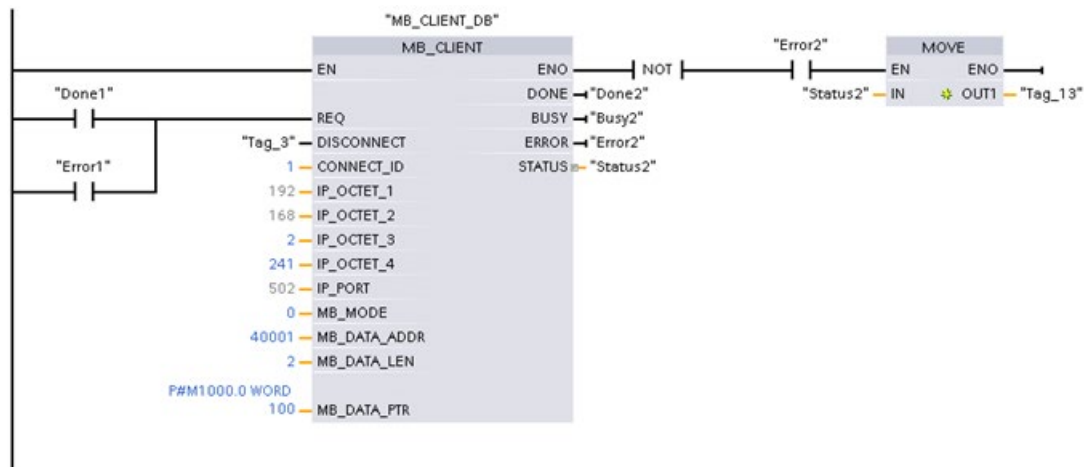 "MB_CLIENT_DB"
MB_CLIENT
EN
ENO
NOT
"Error2"
MOVE
EN
ENO
"Status2"
IN
OUT1
"Tag_13"
"Done1"
DONE
"Done2"
REQ
BUSY
"Busy2"
"Tag_3"
DISCONNECT
ERROR
"Error2"
"Error1"
1
CONNECT_ID
STATUS
"Status2"
192
IP_OCTET_1
168
IP_OCTET_2
2
IP_OCTET_3
241
IP_OCTET_4
502
IP_PORT
0
MB_MODE
40001
MB_DATA_ADDR
2
MB_DATA_LEN
P#M1000.0 WORD
100
MB_DATA_PTR